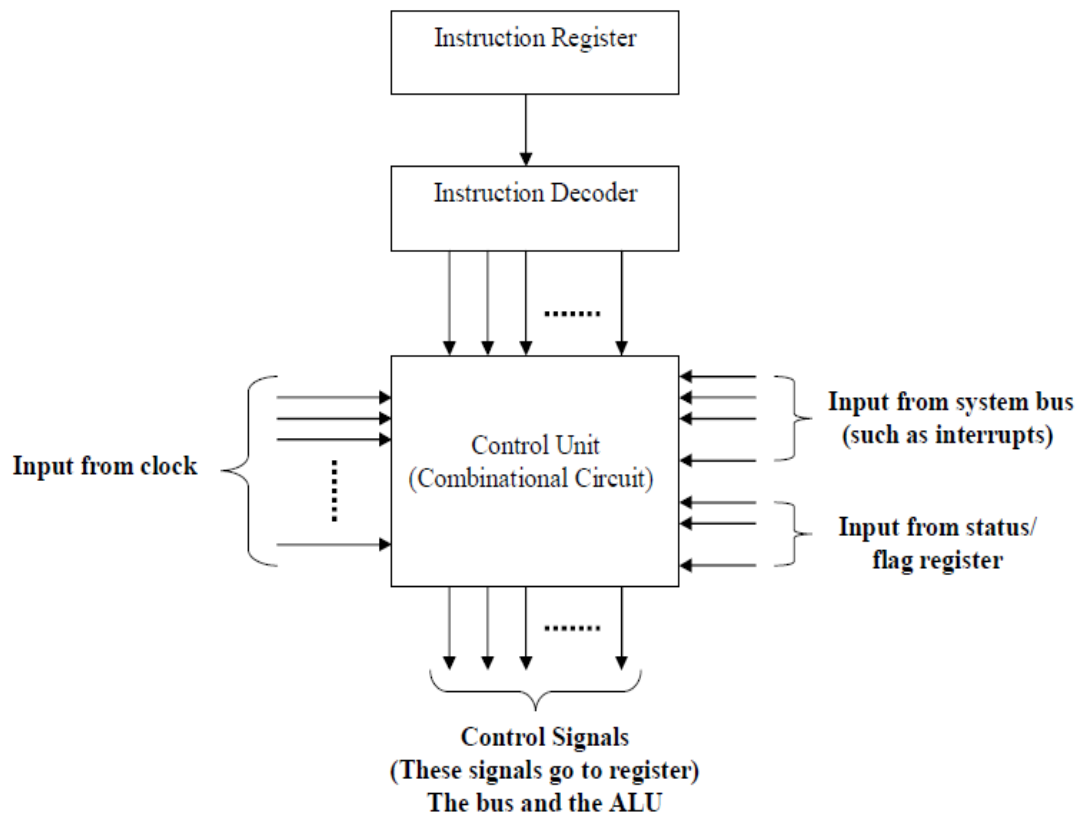 Instruction Register
Instruction Decoder
Input from clock
Control Unit
(Combinational Circuit)
Input from system bus
(such as interrupts)
Input from status/
flag register
Control Signals
(These signals go to register)
The bus and the ALU